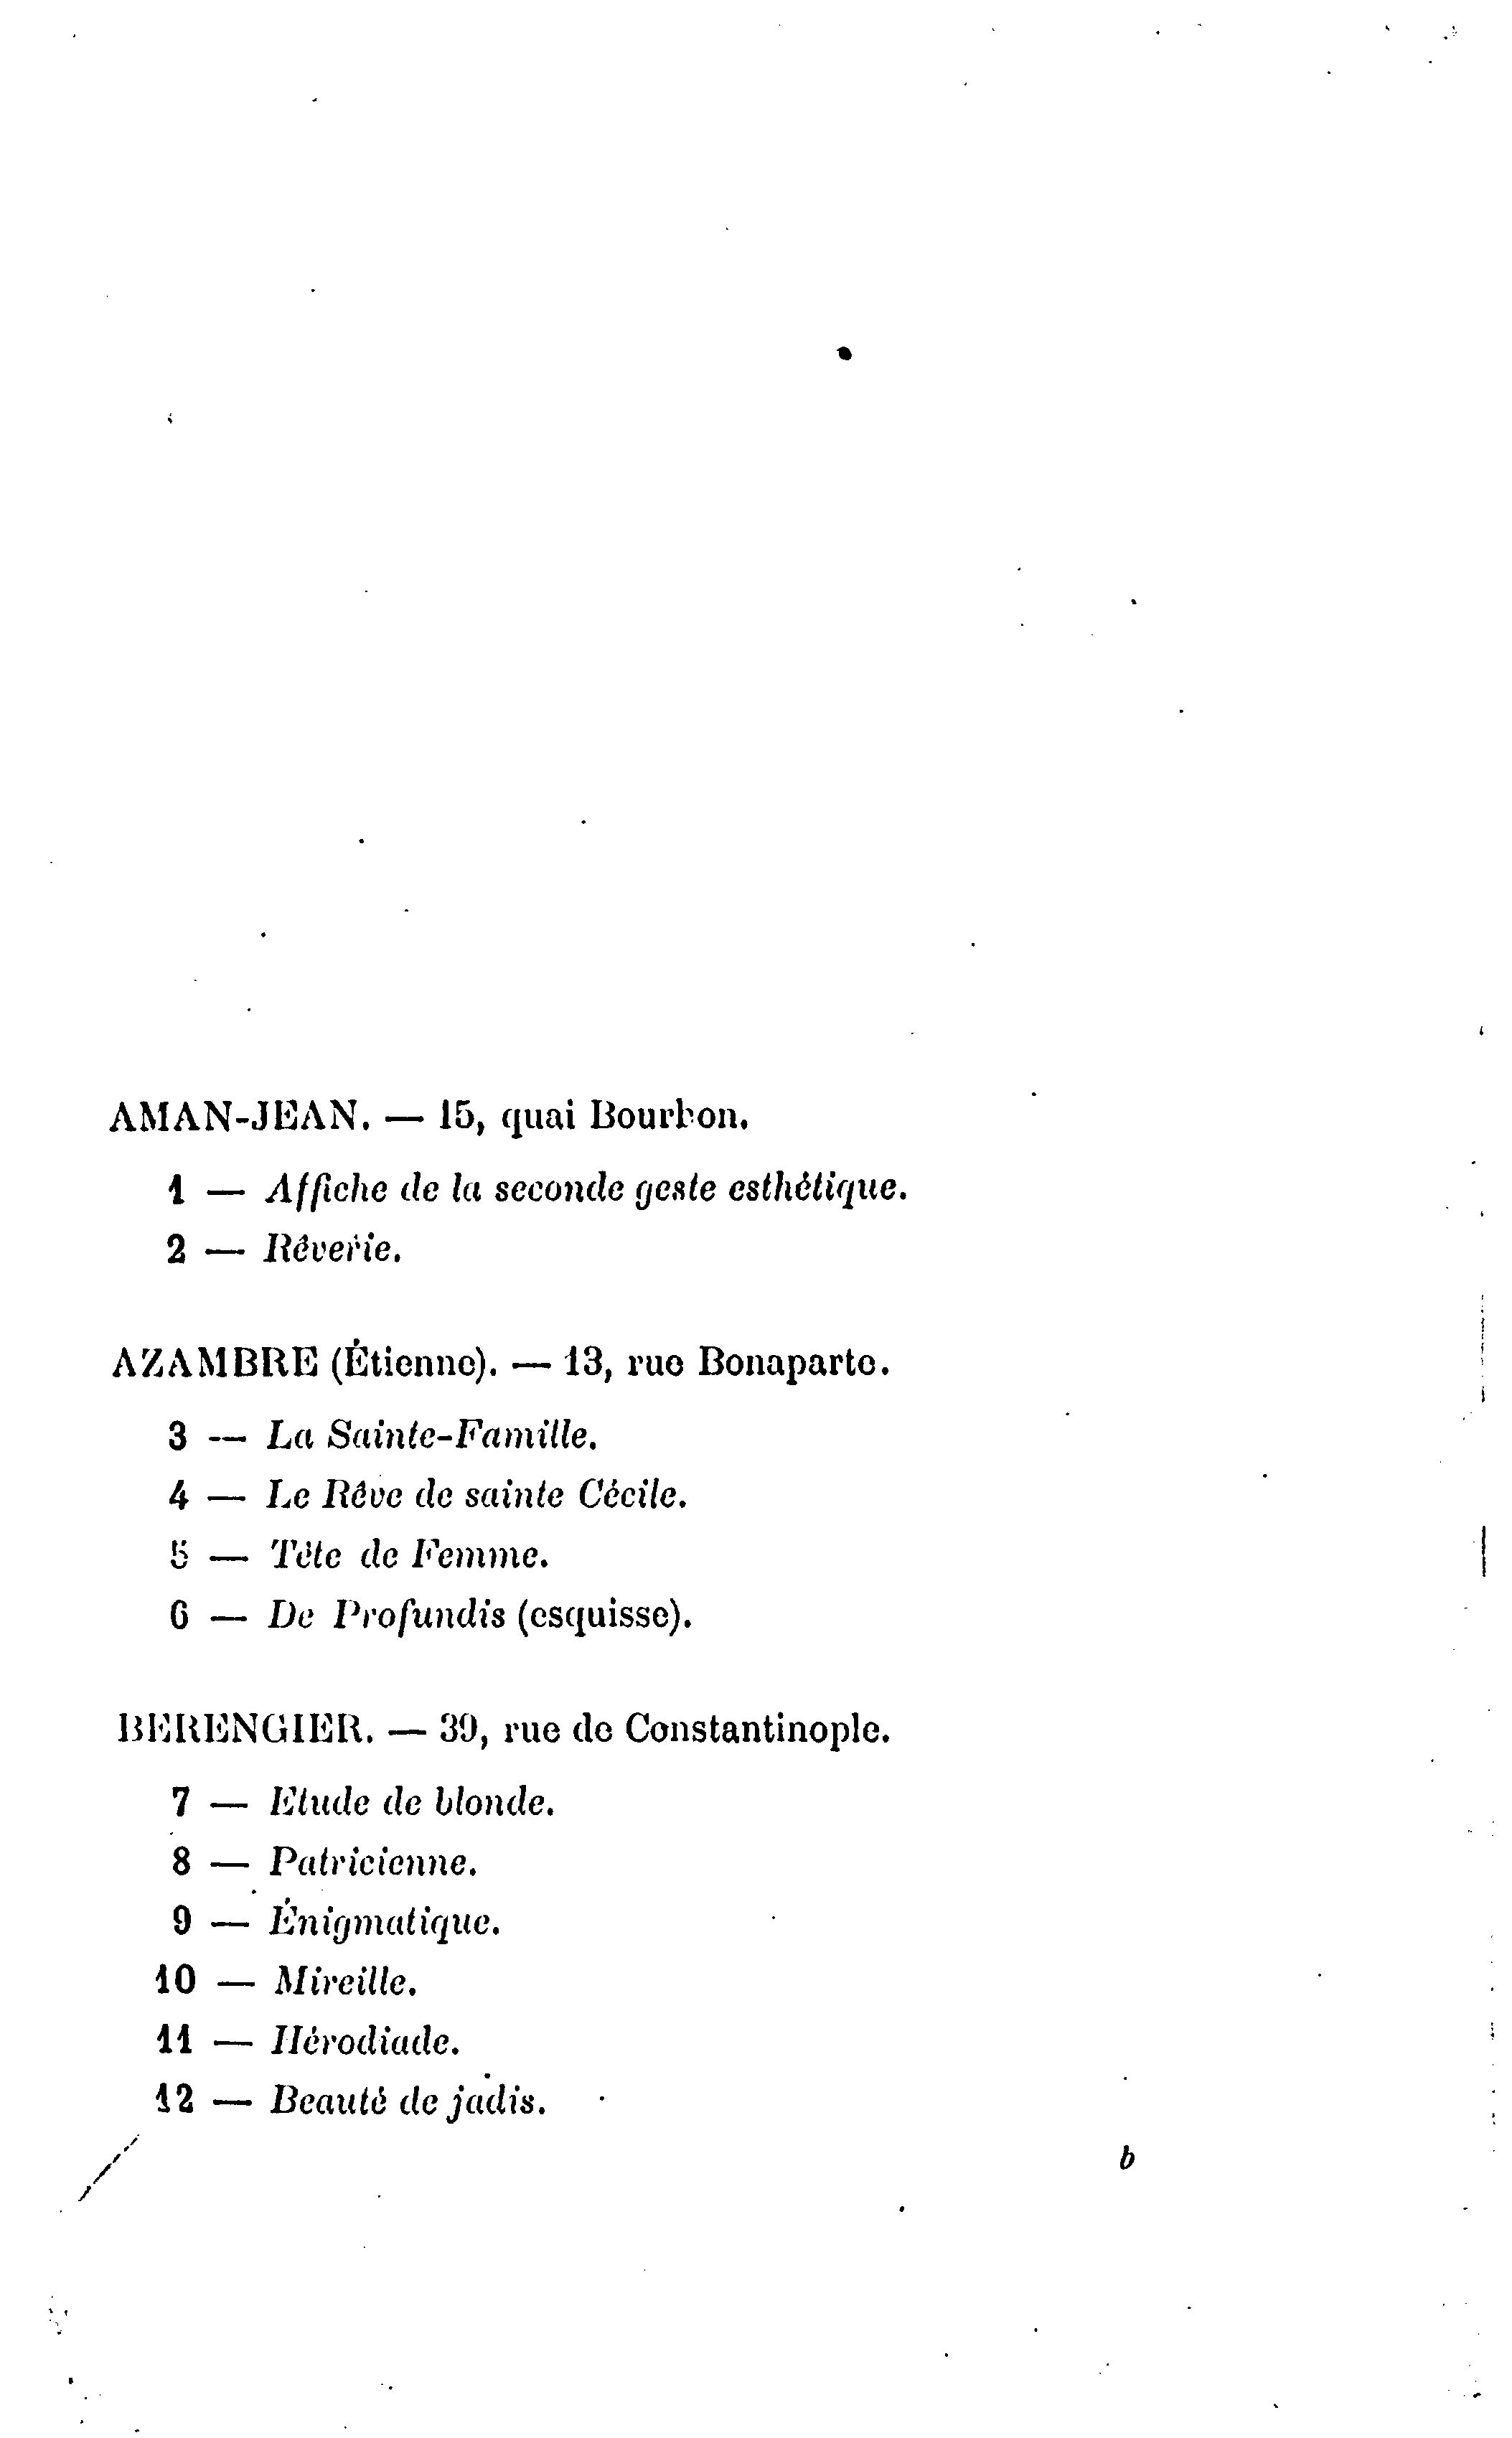 AMAN-JEAN. — 15, quai Bourbon.
1 — Affiche de la seconde geste esthétique.
2 — Rêverie.
AZAMBRE (Étienne). — 13, rue Bonaparte.
3 — La Sainte-Famille.
4 — Le Rêve de sainte Cécile.
5 — Tête de Femme.
6 — De Profundis (esquisse).
BERENGIER. — 39, rue de Constantinople.
7 — Etude de blonde.
8 — Patricienne.
9 — Énigmatique.
10 — Mireille.
11 — Hérodiade.
12 — Beauté de jadis.
b